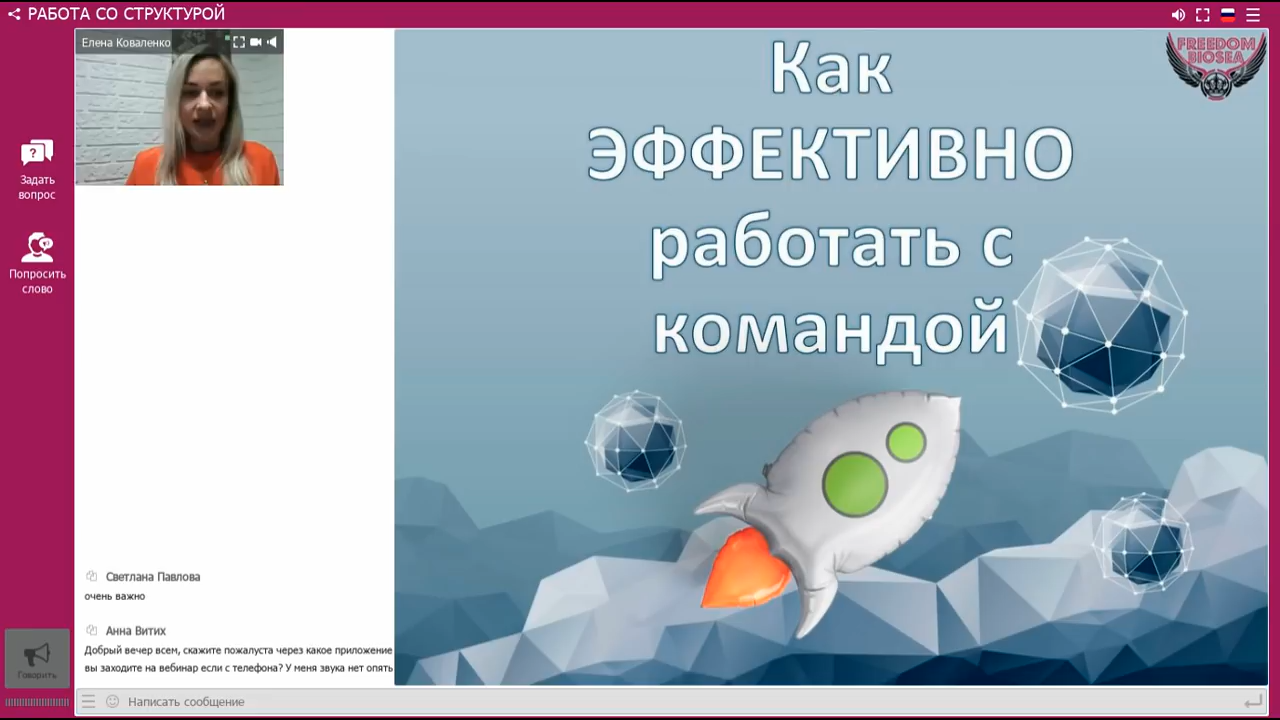 РАБОТА СО СТРУКТУРОЙ
Елена Коваленко
Задать
вопрос
Попросить
слово
Как
ЭФФЕКТИВНО
работать с
командой
FREEDOM
BIOSEA
Светлана Павлова
очень важно
Анна Витих
Добрый вечер всем, скажите пожалуста через какое приложение
вы заходите на вебинар если с телефона? У меня звука нет опять
Говорить
Написать сообщение